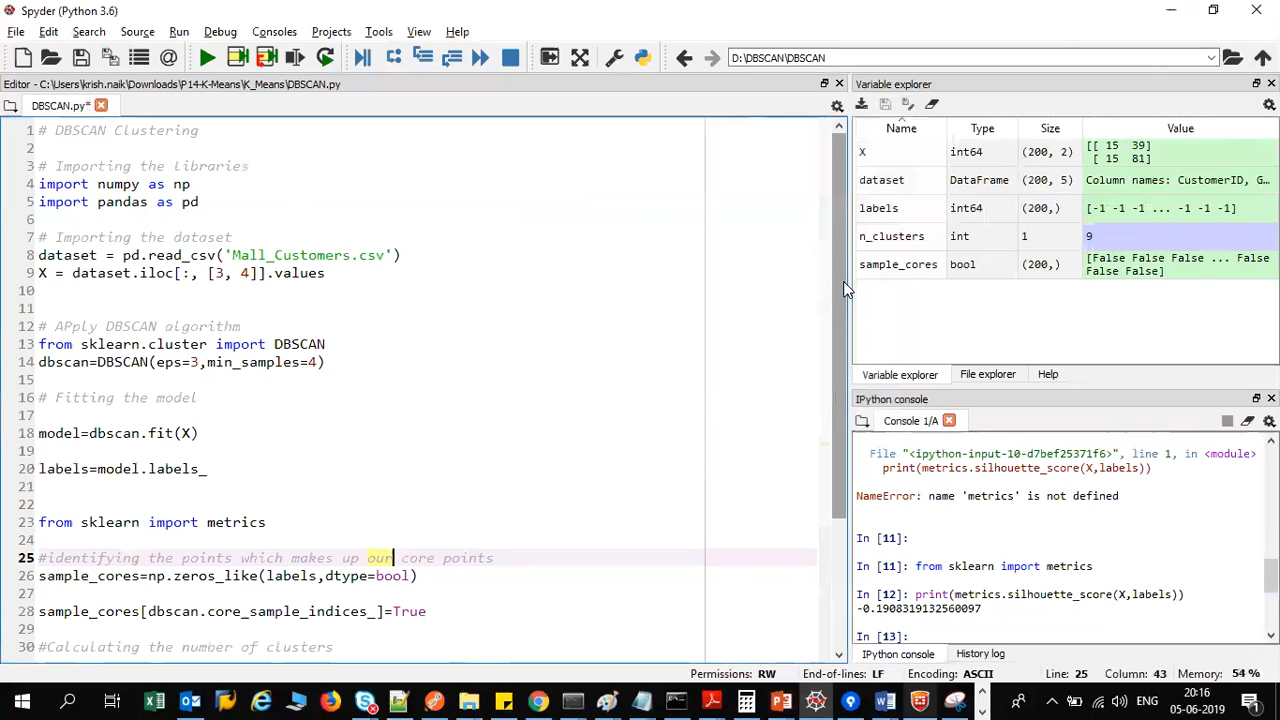 Spyder (Python 3.6)
File Edit Search Source Run Debug Consoles Projects Tools View Help
D:\DBSCAN\DBSCAN
Editor - C:\Users\krish.naik\Downloads\P14-K-Means\K_Means\DBSCAN.py
DBSCAN.py*
1 # DBSCAN Clustering
2
3 # Importing the libraries
4 import numpy as np
5 import pandas as pd
6
7 # Importing the dataset
8 dataset = pd.read_csv('Mall_Customers.csv')
9 X = dataset.iloc[:, [3, 4]].values
10
11
12 # APply DBSCAN algorithm
13 from sklearn.cluster import DBSCAN
14 dbscan=DBSCAN(eps=3,min_samples=4)
15
16 # Fitting the model
17
18 model=dbscan.fit(X)
19
20 labels=model.labels_
21
22
23 from sklearn import metrics
24
25 #identifying the points which makes up our core points
26 sample_cores=np.zeros_like(labels,dtype=bool)
27
28 sample_cores[dbscan.core_sample_indices_]=True
29
30 #Calculating the number of clusters
Variable explorer
Name Type Size Value
X int64 (200, 2) [[ 15 39]
[ 15 81]
dataset DataFrame (200, 5) Column names: CustomerID, G…
labels int64 (200,) [-1 -1 -1 ... -1 -1 -1]
n_clusters int 1 9
sample_cores bool (200,) [False False False ... False
False False]
Variable explorer File explorer Help
IPython console
Console 1/A
File "<ipython-input-10-d7bef25371f6>", line 1, in <module>
print(metrics.silhouette_score(X,labels))
NameError: name 'metrics' is not defined
In [11]:
In [11]: from sklearn import metrics
In [12]: print(metrics.silhouette_score(X,labels))
-0.1908319132560097
In [13]:
IPython console History log
Permissions: RW End-of-lines: LF Encoding: ASCII Line: 25 Column: 43 Memory: 54 %
ENG
20:16
05-06-2019